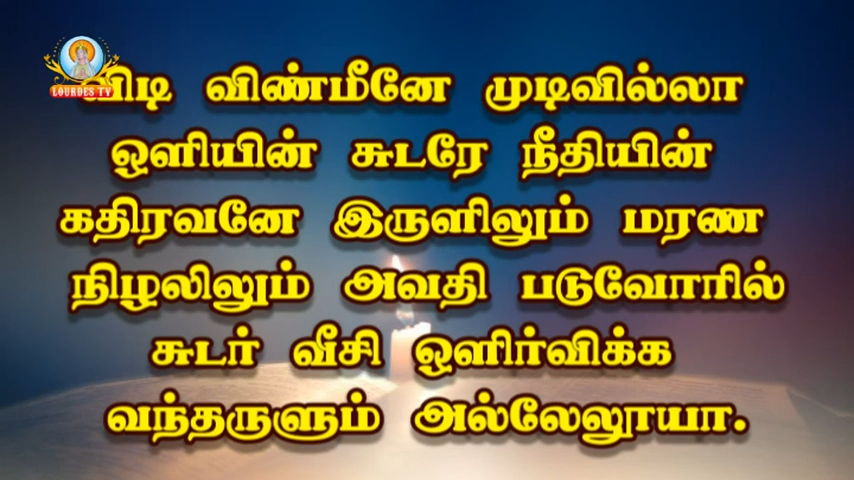 LOURDES TV
விடி விண்மீனே முடிவில்லா
ஒளியின் சுடரே நீதியின்
கதிரவனே இருளிலும் மரண
நிழலிலும் அவதி படுவோரில்
சுடர் வீசி ஒளிர்விக்க
வந்தருளும் அல்லேலூயா.